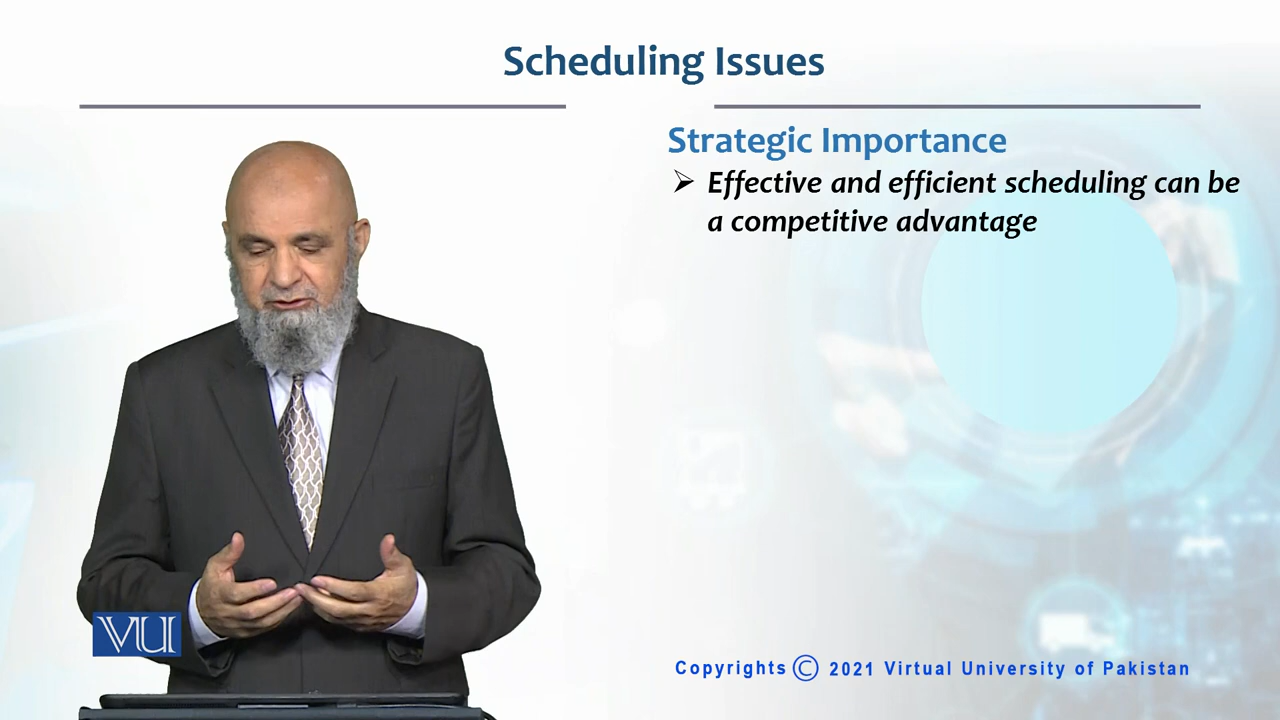 Scheduling Issues
Strategic Importance
➢ Effective and efficient scheduling can be
a competitive advantage
VU
Copyrights © 2021 Virtual University of Pakistan